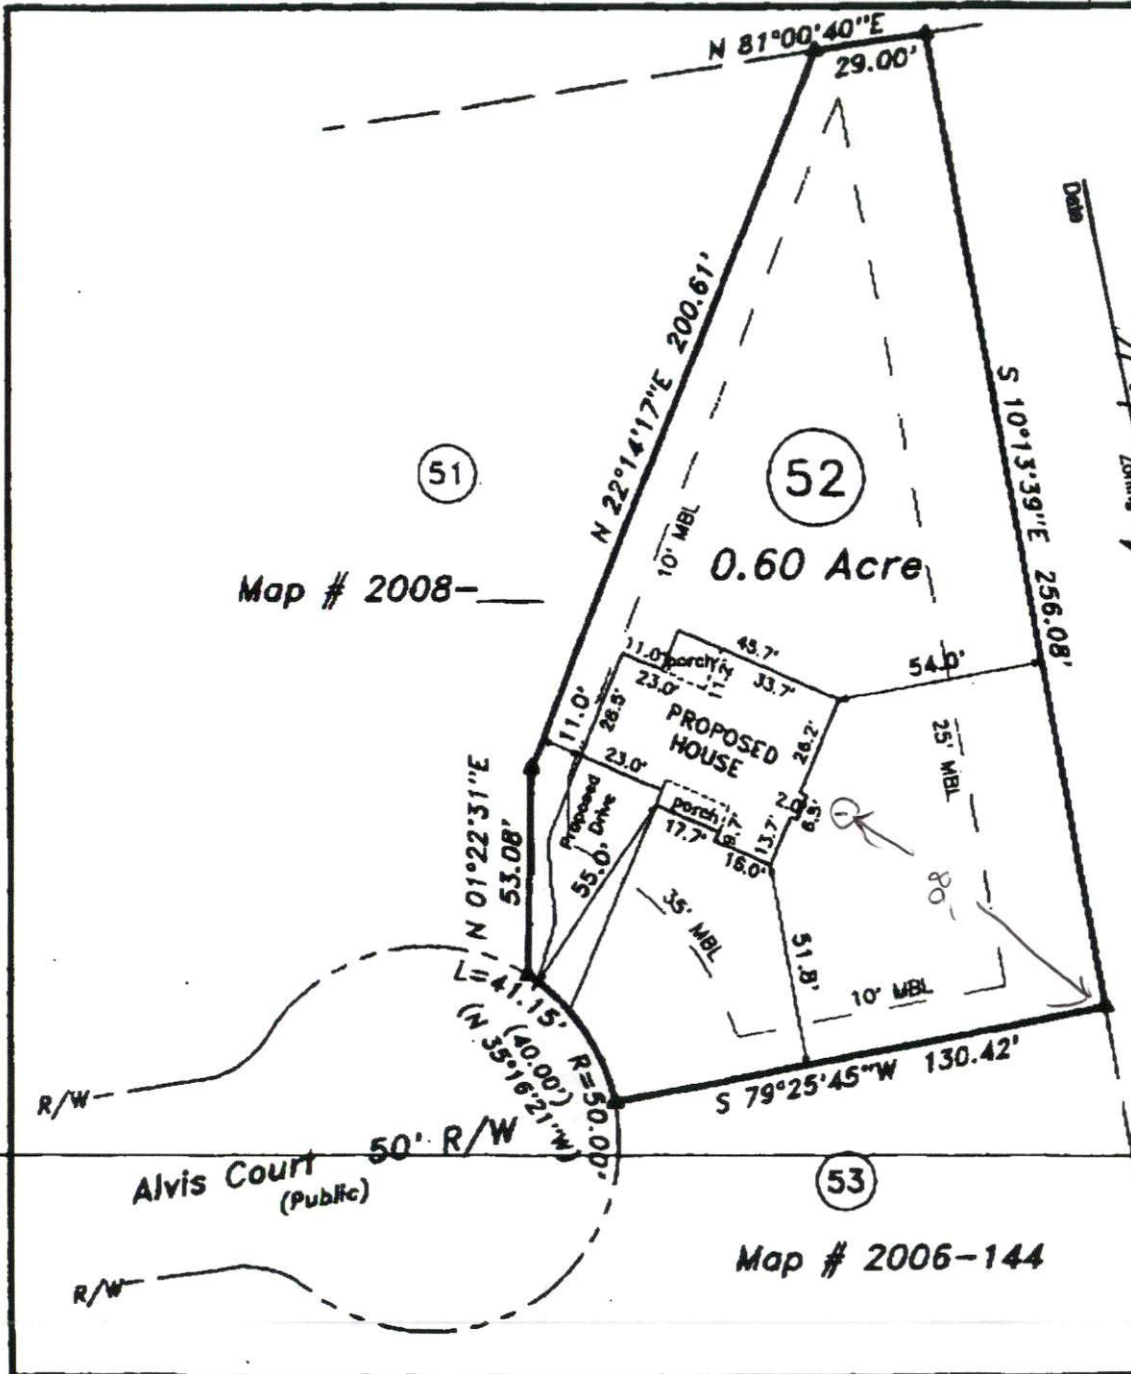 N 81°00'40"E
29.00'
Date
N 22°14'17"E 200.61'
S 10°13'39"E 256.08'
51
52
10' MBL
0.60 Acre
Map # 2008-___
45.7'
11.0'
porch
23.0'
33.7'
54.0'
28.5'
11.0'
PROPOSED
HOUSE
26.2'
25' MBL
23.0'
Proposed
Drive
N 01°22'31"E
53.08'
porch
2.0'
6.5'
17.7'
9.7'
13.7'
16.0'
55.0'
80'
35' MBL
51.8'
10' MBL
L=41.15'
(40.00')
(N 35°16'21"W)
R=50.00'
S 79°25'45"W 130.42'
R/W
50' R/W
Alvis Court
(Public)
53
R/W
Map # 2006-144